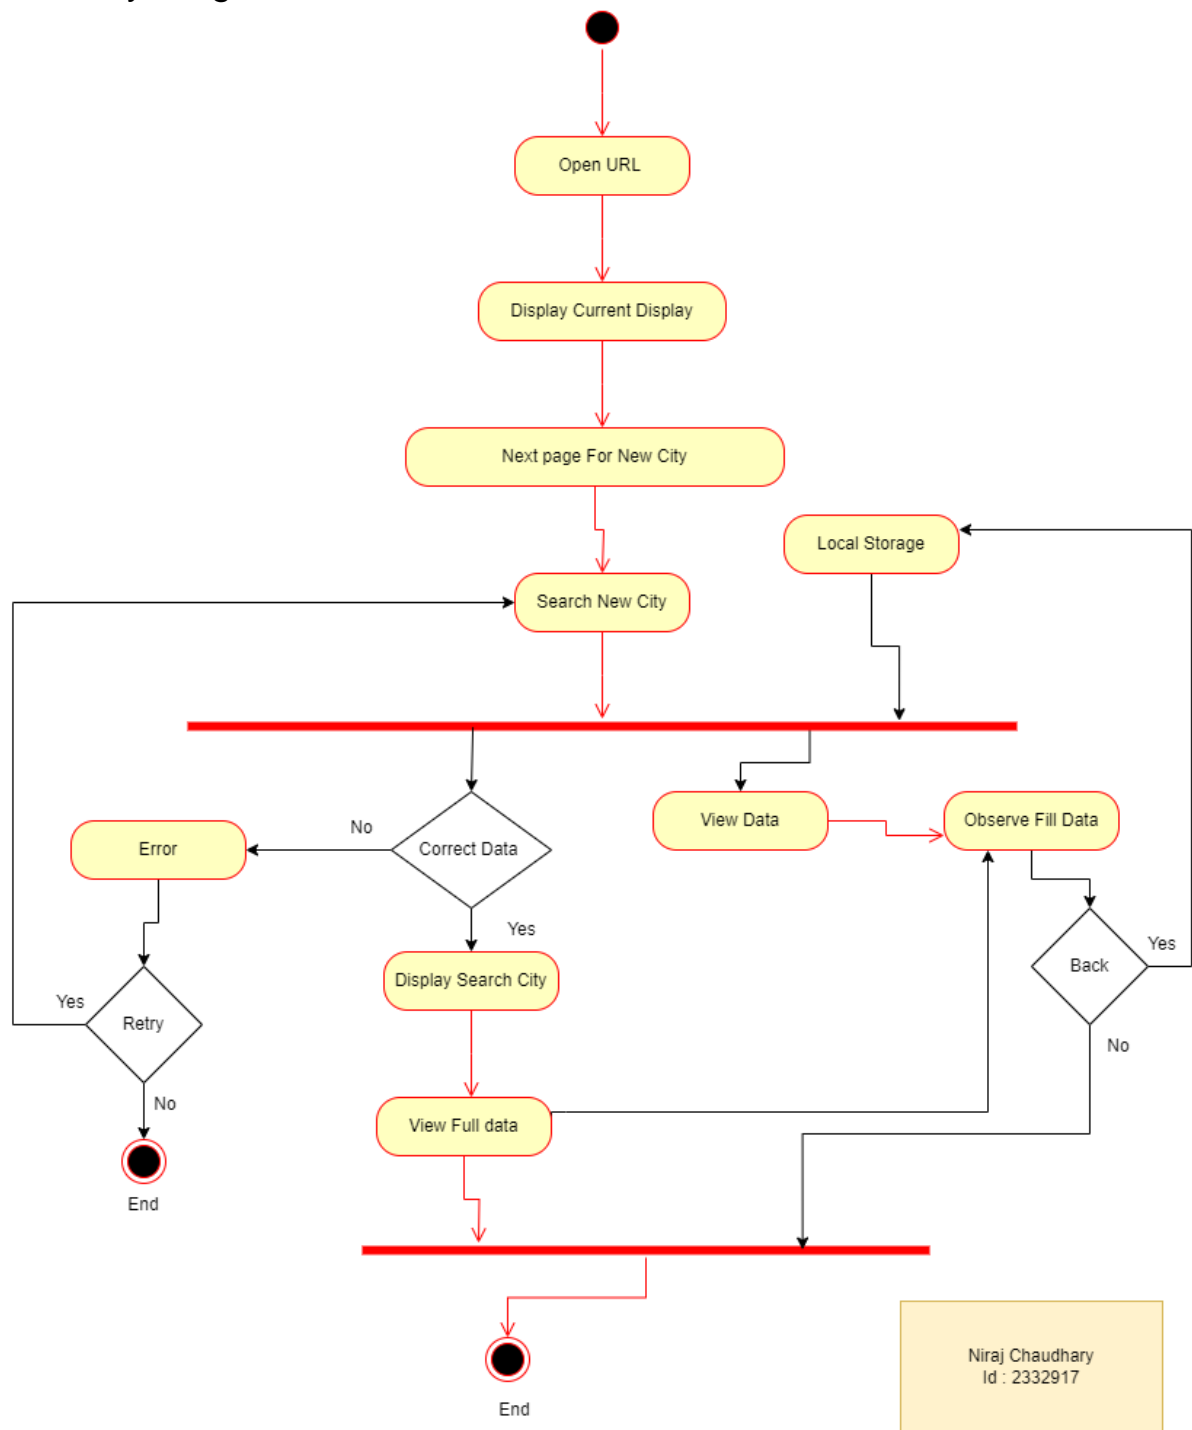 Open URL
Display Current Display
Next page For New City
Local Storage
Search New City
View Data
Observe Fill Data
No
Error
Correct Data
Yes
Display Search City
Yes
Back
Yes
Retry
No
No
View Full data
End
Niraj Chaudhary
Id : 2332917
End